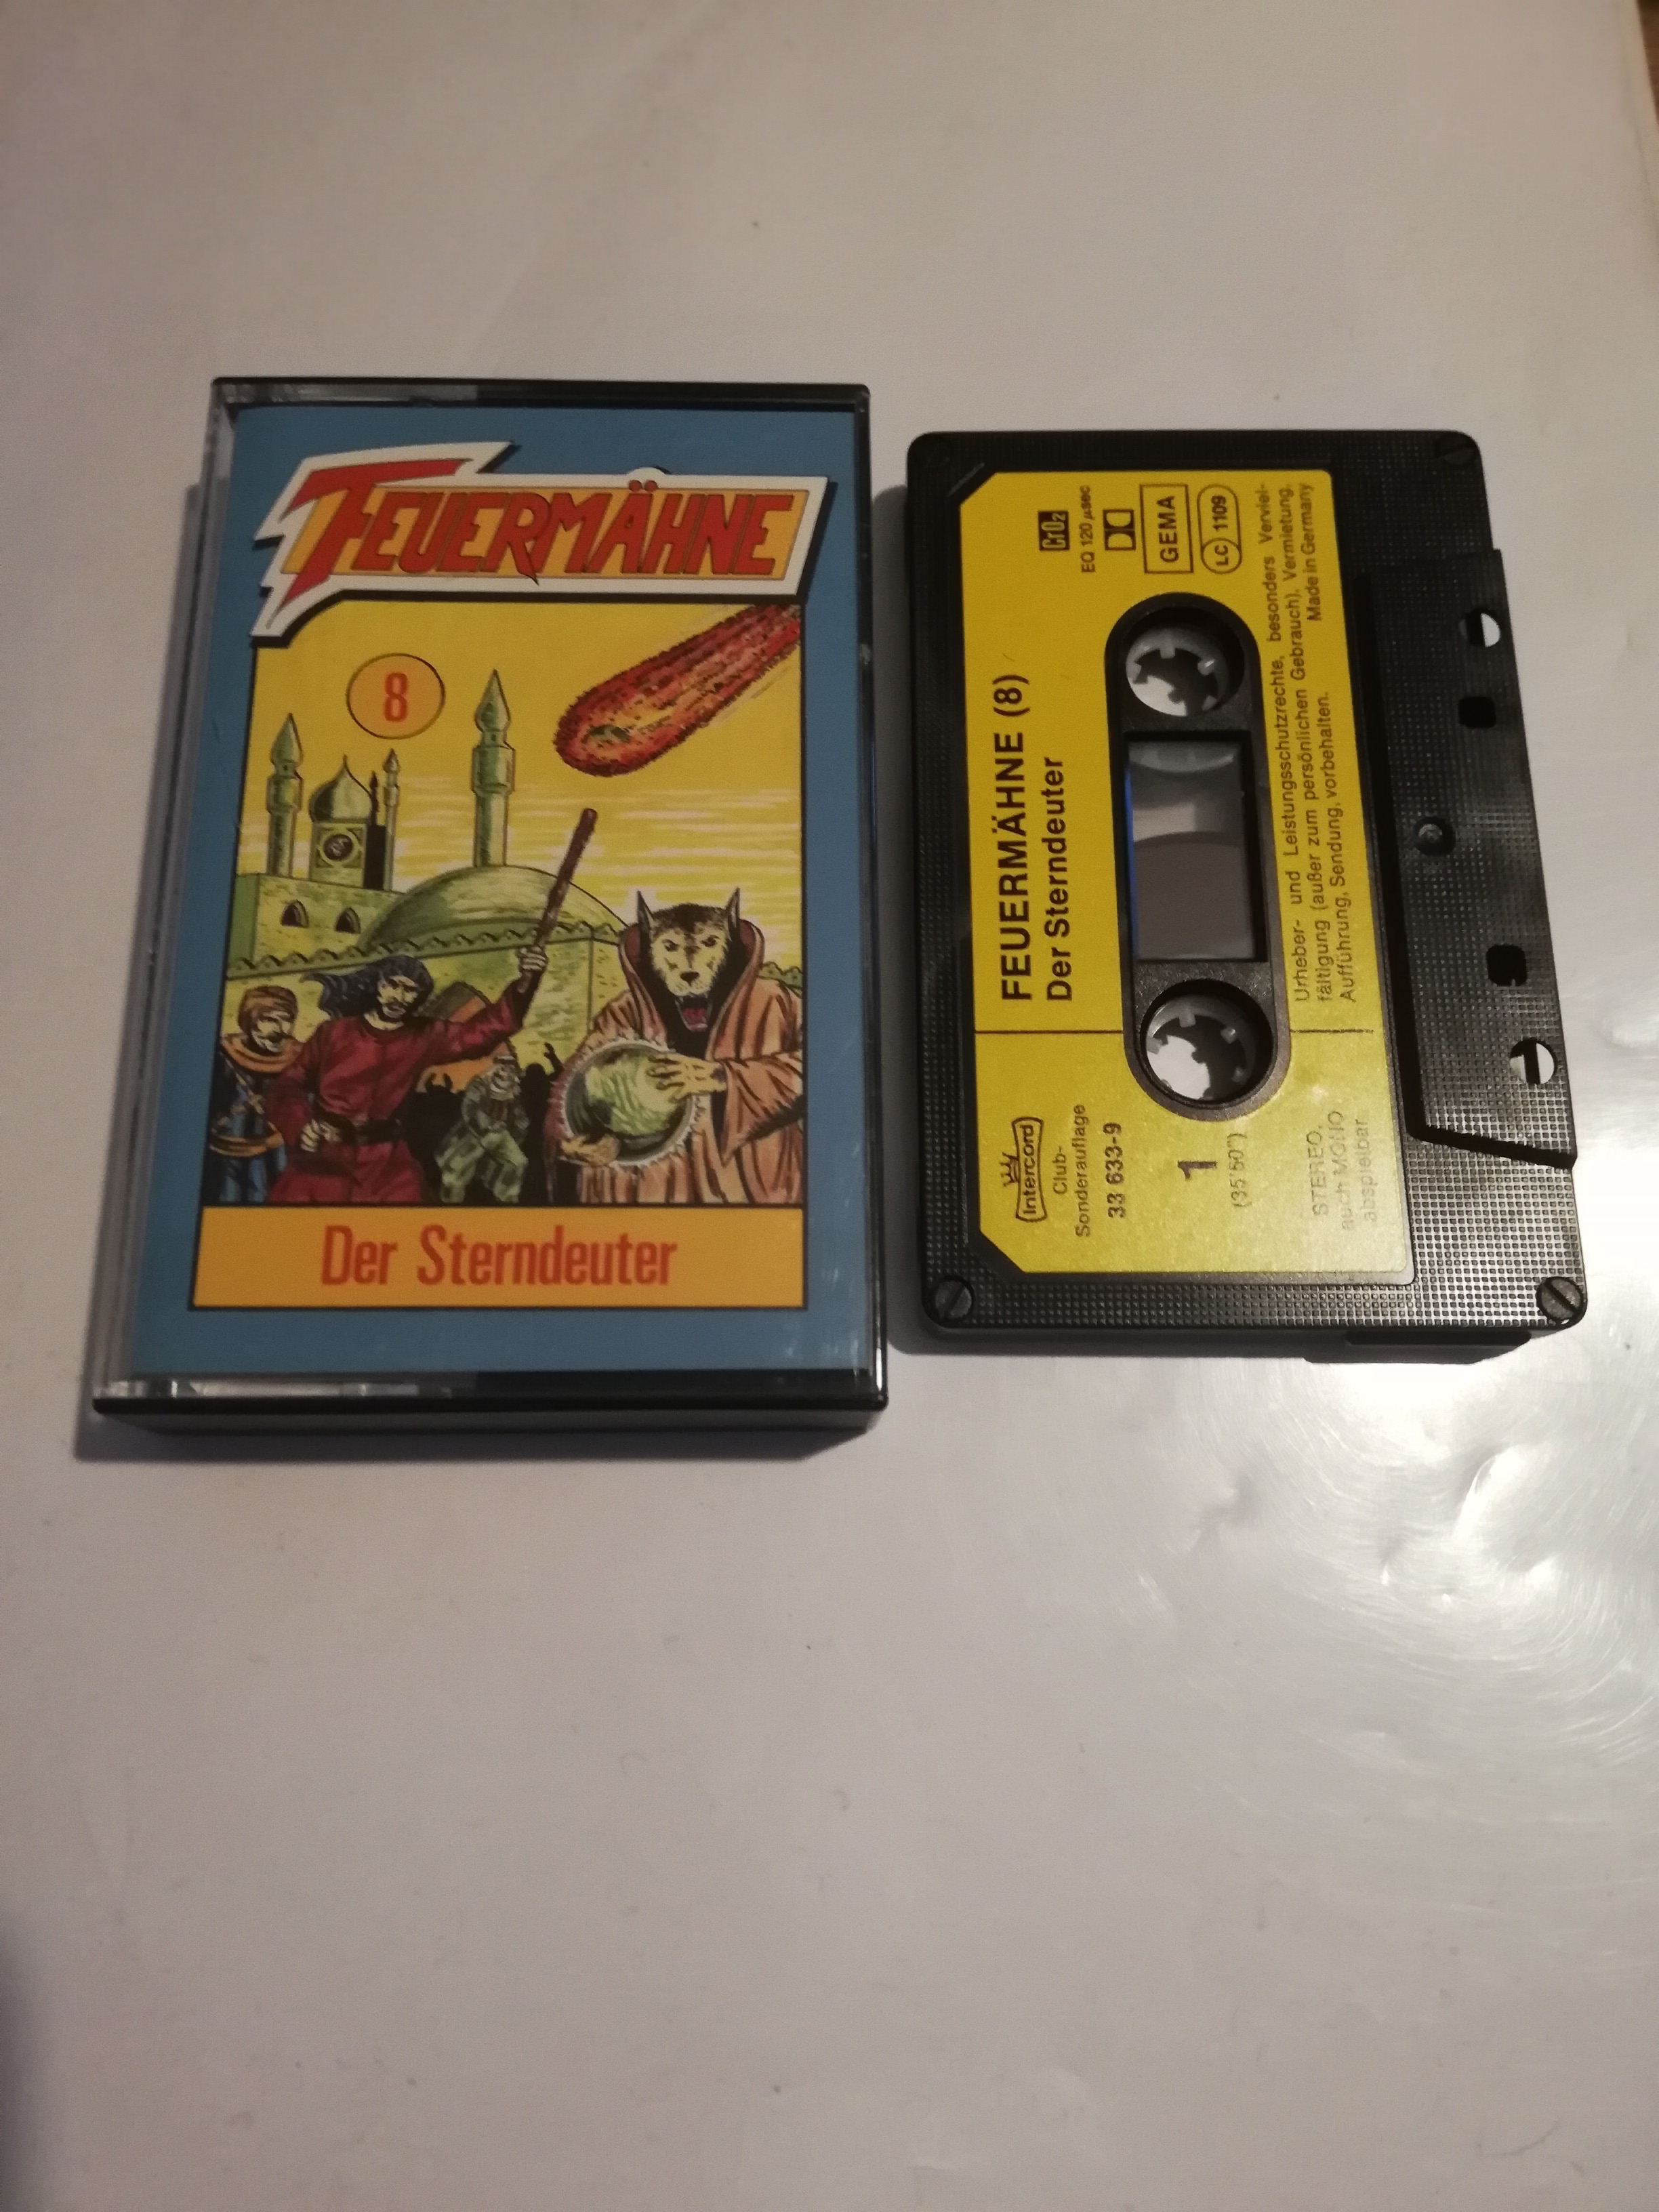 FEUERMÄHNE
8
Der Sterndeuter
FEUERMÄHNE (8)
Der Sterndeuter
CrO2
EQ 120 µsec
GEMA
LC 1109
Intercord
Club-
Sonderauflage
33 633-9
1
STEREO,
auch MONO
abspielbar
Urheber- und Leistungsschutzrechte, besonders Verviel-
fältigung (außer zum persönlichen Gebrauch), Vermietung,
Aufführung, Sendung, vorbehalten.
Made in Germany